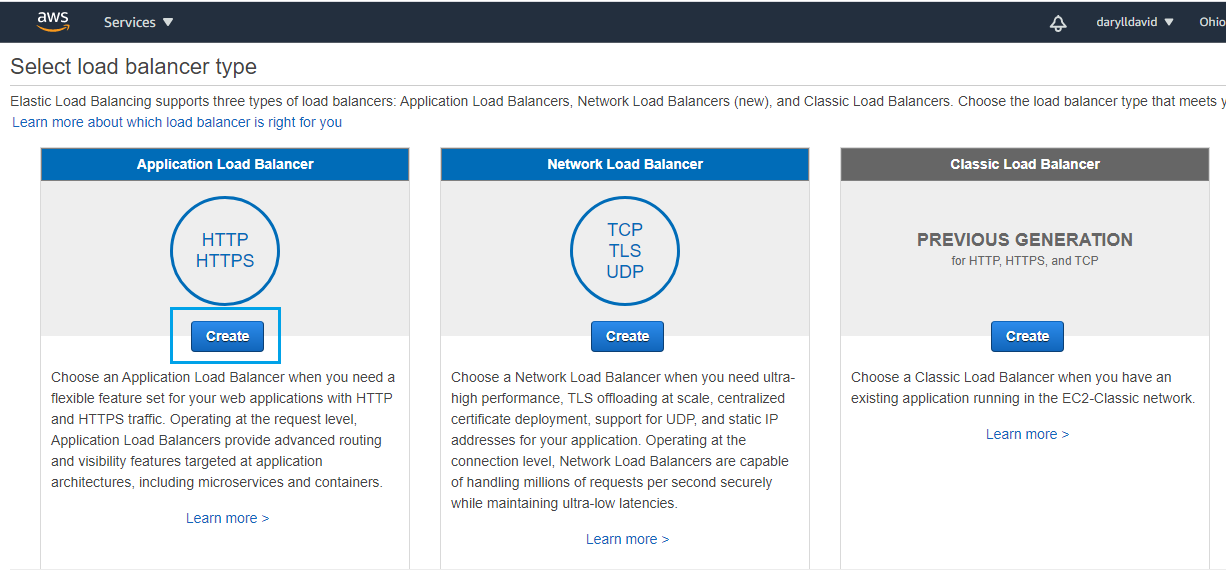 aws Services darylldavid Ohio
Select load balancer type
Elastic Load Balancing supports three types of load balancers: Application Load Balancers, Network Load Balancers (new), and Classic Load Balancers. Choose the load balancer type that meets y
Learn more about which load balancer is right for you
Application Load Balancer
HTTP
HTTPS
Create
Choose an Application Load Balancer when you need a
flexible feature set for your web applications with HTTP
and HTTPS traffic. Operating at the request level,
Application Load Balancers provide advanced routing
and visibility features targeted at application
architectures, including microservices and containers.
Learn more >
Network Load Balancer
TCP
TLS
UDP
Create
Choose a Network Load Balancer when you need ultra-
high performance, TLS offloading at scale, centralized
certificate deployment, support for UDP, and static IP
addresses for your application. Operating at the
connection level, Network Load Balancers are capable
of handling millions of requests per second securely
while maintaining ultra-low latencies.
Learn more >
Classic Load Balancer
PREVIOUS GENERATION
for HTTP, HTTPS, and TCP
Create
Choose a Classic Load Balancer when you have an
existing application running in the EC2-Classic network.
Learn more >